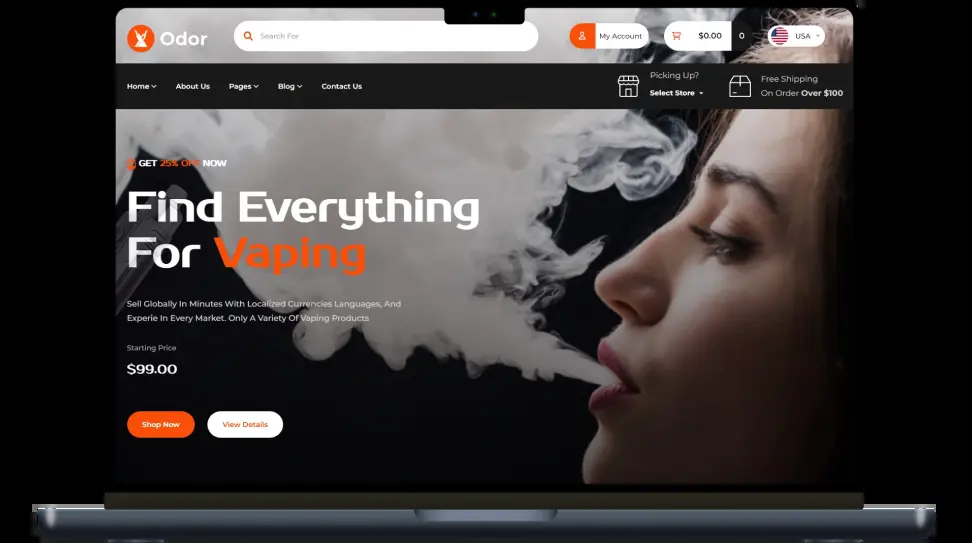 Odor
Search For
My Account
$0.00
0
USA
Home
About Us
Pages
Blog
Contact Us
Picking Up?
Select Store
Free Shipping
On Order Over $100
GET 25% OFF NOW
Find Everything
For Vaping
Sell Globally In Minutes With Localized Currencies Languages, And
Experie In Every Market. Only A Variety Of Vaping Products
Starting Price
$99.00
Shop Now
View Details